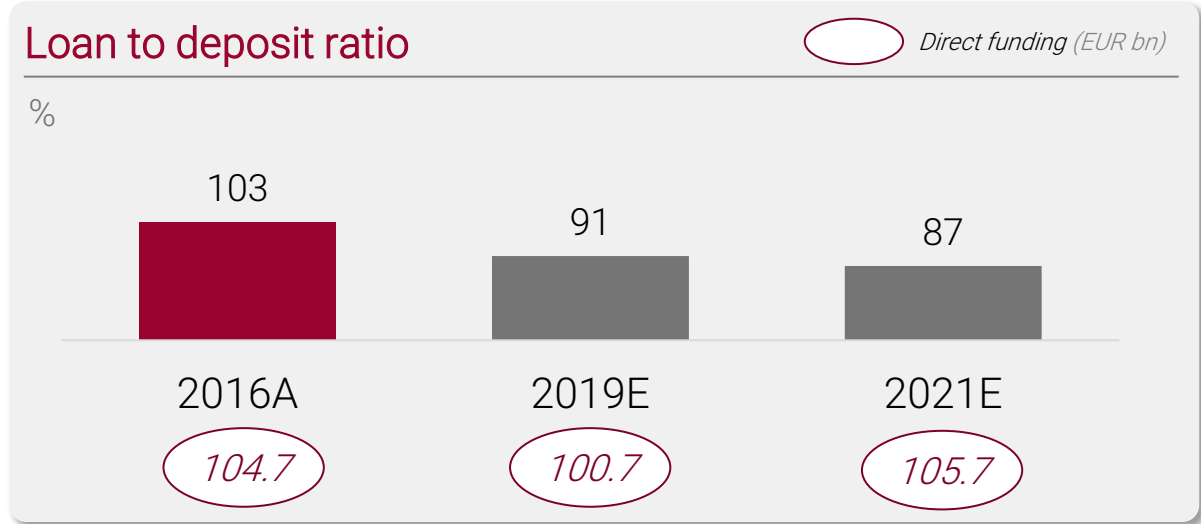 Loan to deposit ratio
Direct funding (EUR bn)
%
103
91
87
2016A
2019E
2021E
104.7
100.7
105.7